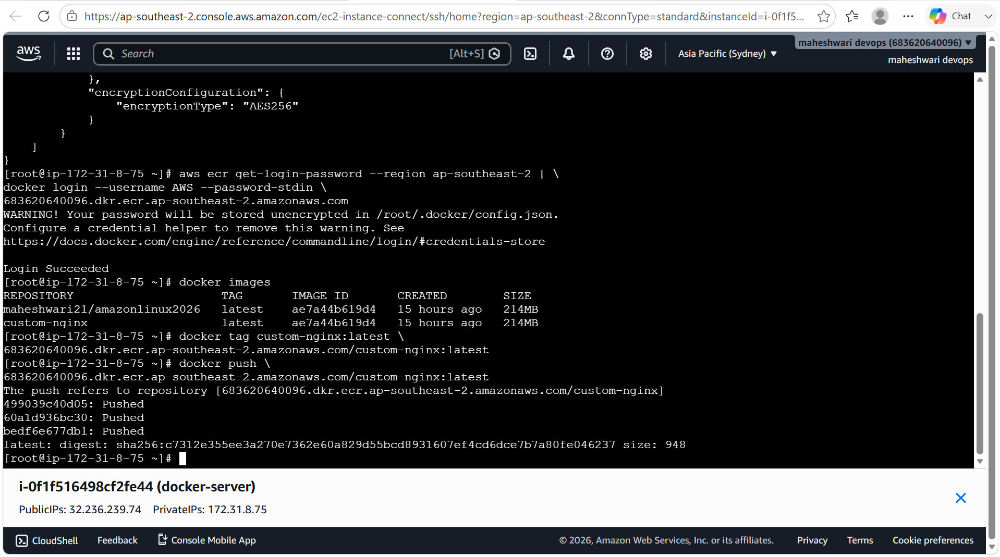 https://ap-southeast-2.console.aws.amazon.com/ec2-instance-connect/ssh/home?region=ap-southeast-2&connType=standard&instanceId=i-0f1f5...
Chat
aws
Search
[Alt+S]
Asia Pacific (Sydney)
maheshwari devops (683620640096)
maheshwari devops
            },
            "encryptionConfiguration": {
                "encryptionType": "AES256"
            }
        }
    ]
}
[root@ip-172-31-8-75 ~]# aws ecr get-login-password --region ap-southeast-2 | \
docker login --username AWS --password-stdin \
683620640096.dkr.ecr.ap-southeast-2.amazonaws.com
WARNING! Your password will be stored unencrypted in /root/.docker/config.json.
Configure a credential helper to remove this warning. See
https://docs.docker.com/engine/reference/commandline/login/#credentials-store
Login Succeeded
[root@ip-172-31-8-75 ~]# docker images
REPOSITORY                     TAG       IMAGE ID       CREATED        SIZE
maheshwari21/amazonlinux2026   latest    ae7a44b619d4   15 hours ago   214MB
custom-nginx                   latest    ae7a44b619d4   15 hours ago   214MB
[root@ip-172-31-8-75 ~]# docker tag custom-nginx:latest \
683620640096.dkr.ecr.ap-southeast-2.amazonaws.com/custom-nginx:latest
[root@ip-172-31-8-75 ~]# docker push \
683620640096.dkr.ecr.ap-southeast-2.amazonaws.com/custom-nginx:latest
The push refers to repository [683620640096.dkr.ecr.ap-southeast-2.amazonaws.com/custom-nginx]
499039c40d05: Pushed
60a1d936bc30: Pushed
bedf6e677db1: Pushed
latest: digest: sha256:c7312e355ee3a270e7362e60a829d55bcd8931607ef4cd6dce7b7a80fe046237 size: 948
[root@ip-172-31-8-75 ~]#
i-0f1f516498cf2fe44 (docker-server)
PublicIPs: 32.236.239.74 PrivateIPs: 172.31.8.75
CloudShell Feedback Console Mobile App © 2026, Amazon Web Services, Inc. or its affiliates. Privacy Terms Cookie preferences